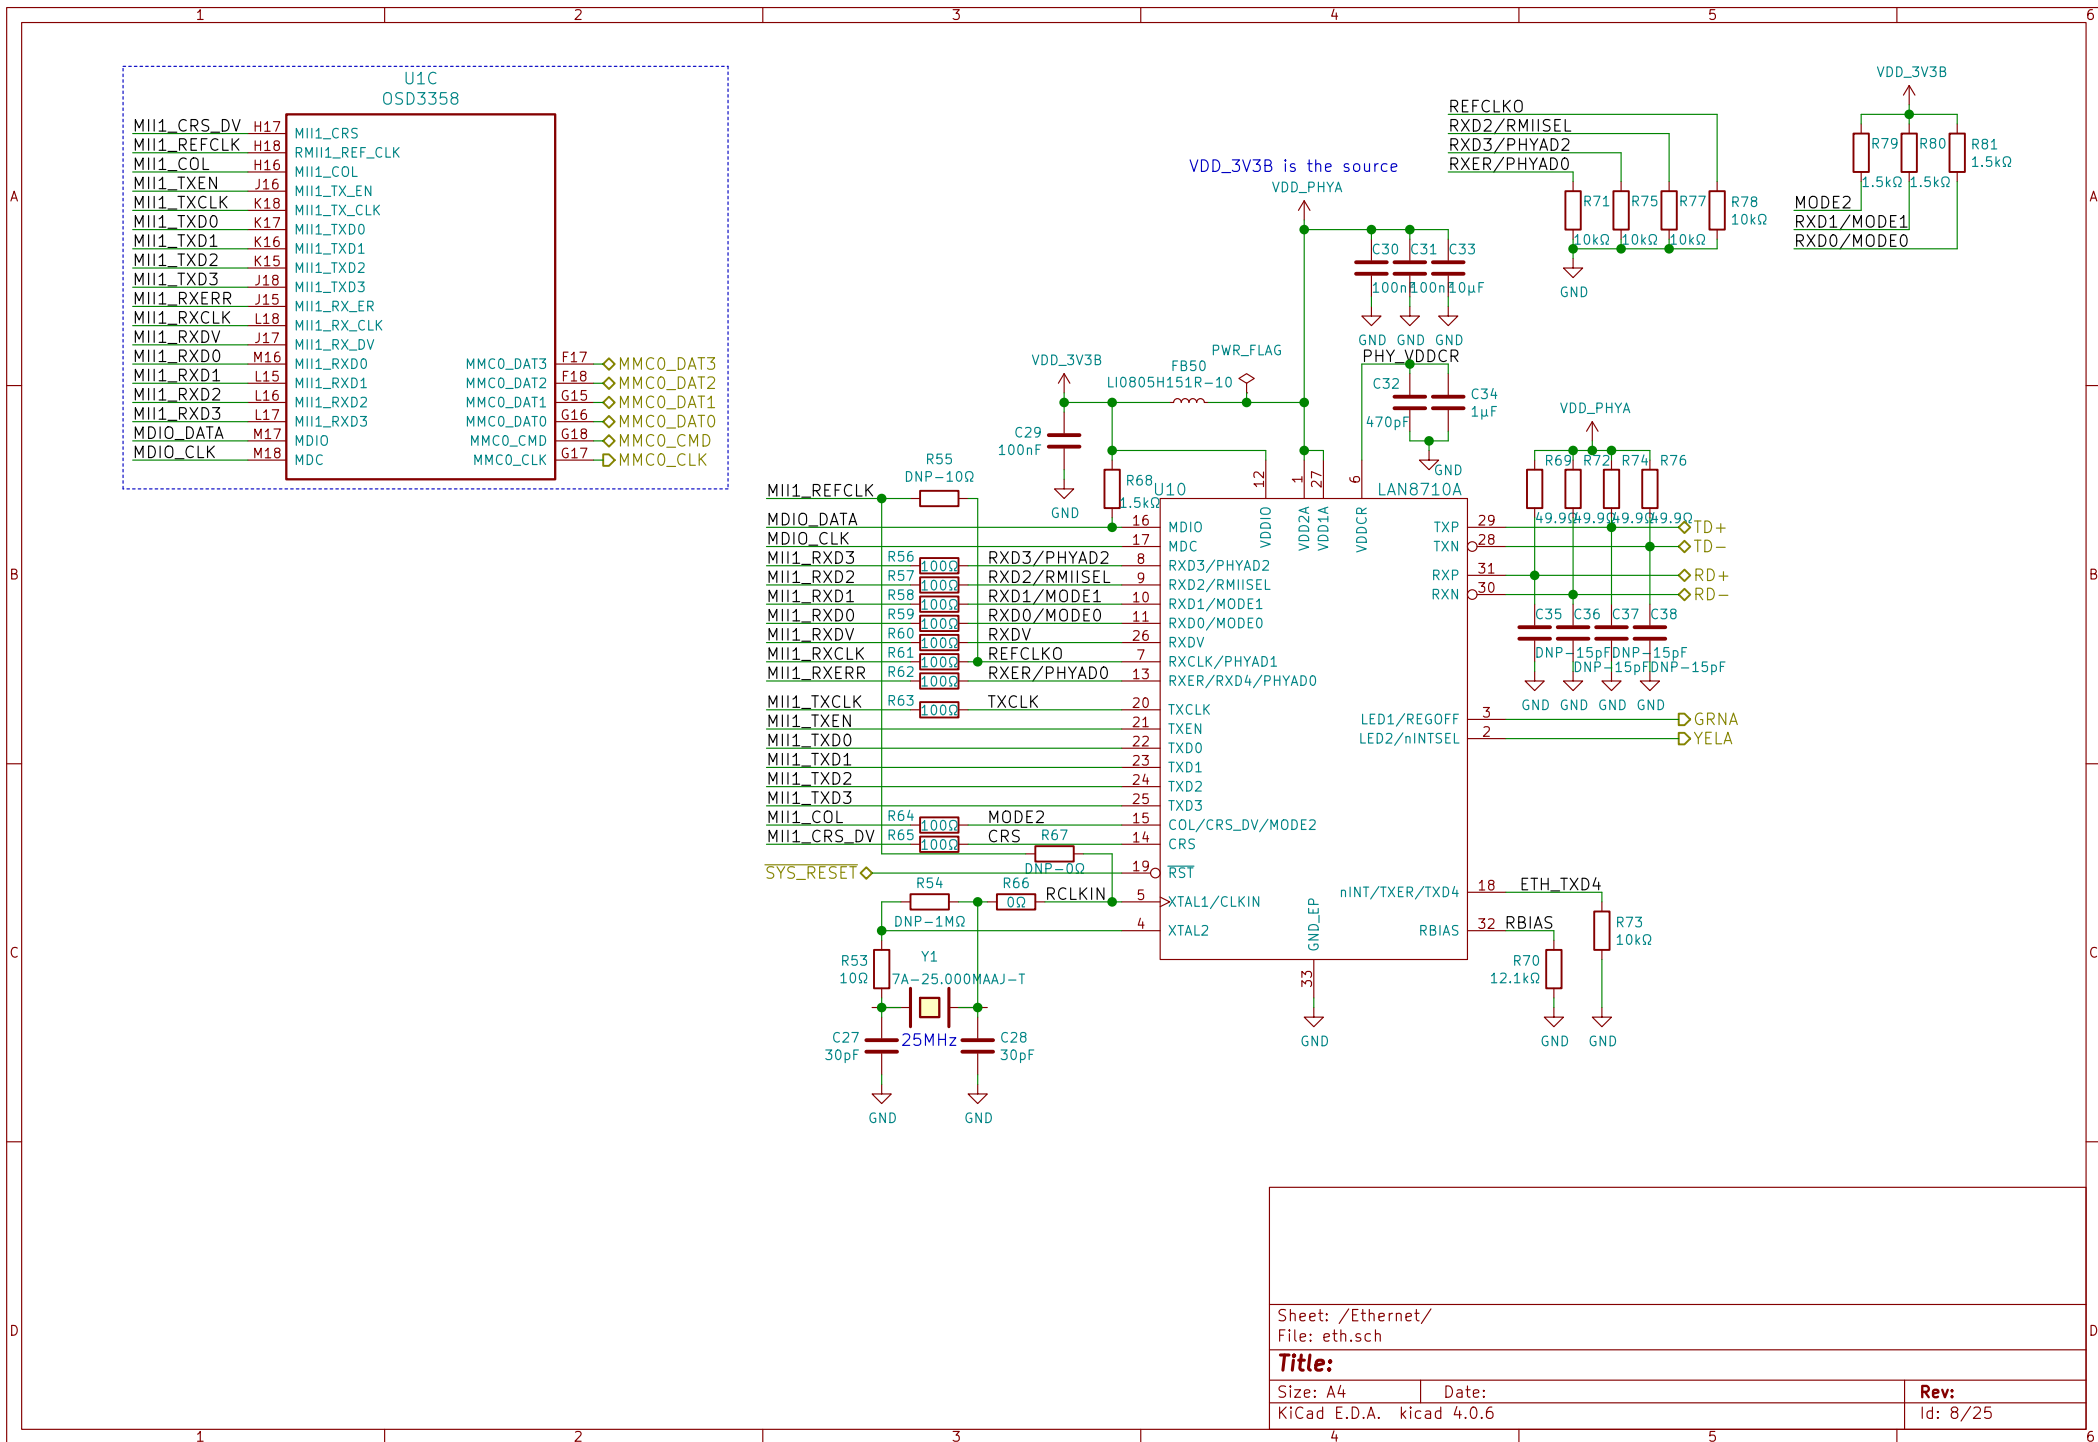 1 2 3 4 5 6
A
B
C
D
U1C
OSD3358
MII1_CRS_DV H17 MII1_CRS
MII1_REFCLK H18 RMII1_REF_CLK
MII1_COL H16 MII1_COL
MII1_TXEN J16 MII1_TX_EN
MII1_TXCLK K18 MII1_TX_CLK
MII1_TXD0 K17 MII1_TXD0
MII1_TXD1 K16 MII1_TXD1
MII1_TXD2 K15 MII1_TXD2
MII1_TXD3 J18 MII1_TXD3
MII1_RXERR J15 MII1_RX_ER
MII1_RXCLK L18 MII1_RX_CLK
MII1_RXDV J17 MII1_RX_DV
MII1_RXD0 M16 MII1_RXD0 MMC0_DAT3 F17 MMC0_DAT3
MII1_RXD1 L15 MII1_RXD1 MMC0_DAT2 F18 MMC0_DAT2
MII1_RXD2 L16 MII1_RXD2 MMC0_DAT1 G15 MMC0_DAT1
MII1_RXD3 L17 MII1_RXD3 MMC0_DAT0 G16 MMC0_DAT0
MDIO_DATA M17 MDIO MMC0_CMD G18 MMC0_CMD
MDIO_CLK M18 MDC MMC0_CLK G17 MMC0_CLK
VDD_3V3B is the source
VDD_PHYA
C30 C31 C33
100nF 100nF 10µF
GND GND GND
PHY_VDDCR
C32
470pF
C34
1µF
GND
PWR_FLAG
FB50
LI0805H151R-10
VDD_3V3B
C29
100nF
GND
R68
1.5kΩ
REFCLKO
RXD2/RMIISEL
RXD3/PHYAD2
RXER/PHYAD0
R71 R75 R77 R78
10kΩ 10kΩ 10kΩ 10kΩ
GND
VDD_3V3B
R79 R80 R81
1.5kΩ 1.5kΩ 1.5kΩ
MODE2
RXD1/MODE1
RXD0/MODE0
U10
LAN8710A
12 1 27 6
VDDIO VDD2A VDD1A VDDCR
R55
DNP-10Ω
MII1_REFCLK
MDIO_DATA 16 MDIO
MDIO_CLK 17 MDC
MII1_RXD3 R56 100Ω RXD3/PHYAD2 8 RXD3/PHYAD2
MII1_RXD2 R57 100Ω RXD2/RMIISEL 9 RXD2/RMIISEL
MII1_RXD1 R58 100Ω RXD1/MODE1 10 RXD1/MODE1
MII1_RXD0 R59 100Ω RXD0/MODE0 11 RXD0/MODE0
MII1_RXDV R60 100Ω RXDV 26 RXDV
MII1_RXCLK R61 100Ω REFCLKO 7 RXCLK/PHYAD1
MII1_RXERR R62 100Ω RXER/PHYAD0 13 RXER/RXD4/PHYAD0
MII1_TXCLK R63 100Ω TXCLK 20 TXCLK
MII1_TXEN 21 TXEN
MII1_TXD0 22 TXD0
MII1_TXD1 23 TXD1
MII1_TXD2 24 TXD2
MII1_TXD3 25 TXD3
MII1_COL R64 100Ω MODE2 15 COL/CRS_DV/MODE2
MII1_CRS_DV R65 100Ω CRS 14 CRS
R67
DNP-0Ω
SYS_RESET 19 RST
R54
DNP-1MΩ
R66
0Ω
RCLKIN 5 XTAL1/CLKIN
4 XTAL2
R53
10Ω
Y1
7A-25.000MAAJ-T
25MHz
C27
30pF
C28
30pF
GND GND
GND_EP
33
GND
VDD_PHYA
R69 R72 R74 R76
49.9Ω 49.9Ω 49.9Ω 49.9Ω
TXP 29 TD+
TXN 28 TD-
RXP 31 RD+
RXN 30 RD-
C35 C36 C37 C38
DNP-15pF DNP-15pF
DNP-15pF DNP-15pF
GND GND GND GND
LED1/REGOFF 3 GRNA
LED2/nINTSEL 2 YELA
nINT/TXER/TXD4 18 ETH_TXD4
RBIAS 32 RBIAS
R73
10kΩ
R70
12.1kΩ
GND GND
Sheet: /Ethernet/
File: eth.sch
Title:
Size: A4 Date: Rev:
KiCad E.D.A. kicad 4.0.6 Id: 8/25
A
B
C
D
1 2 3 4 5 6